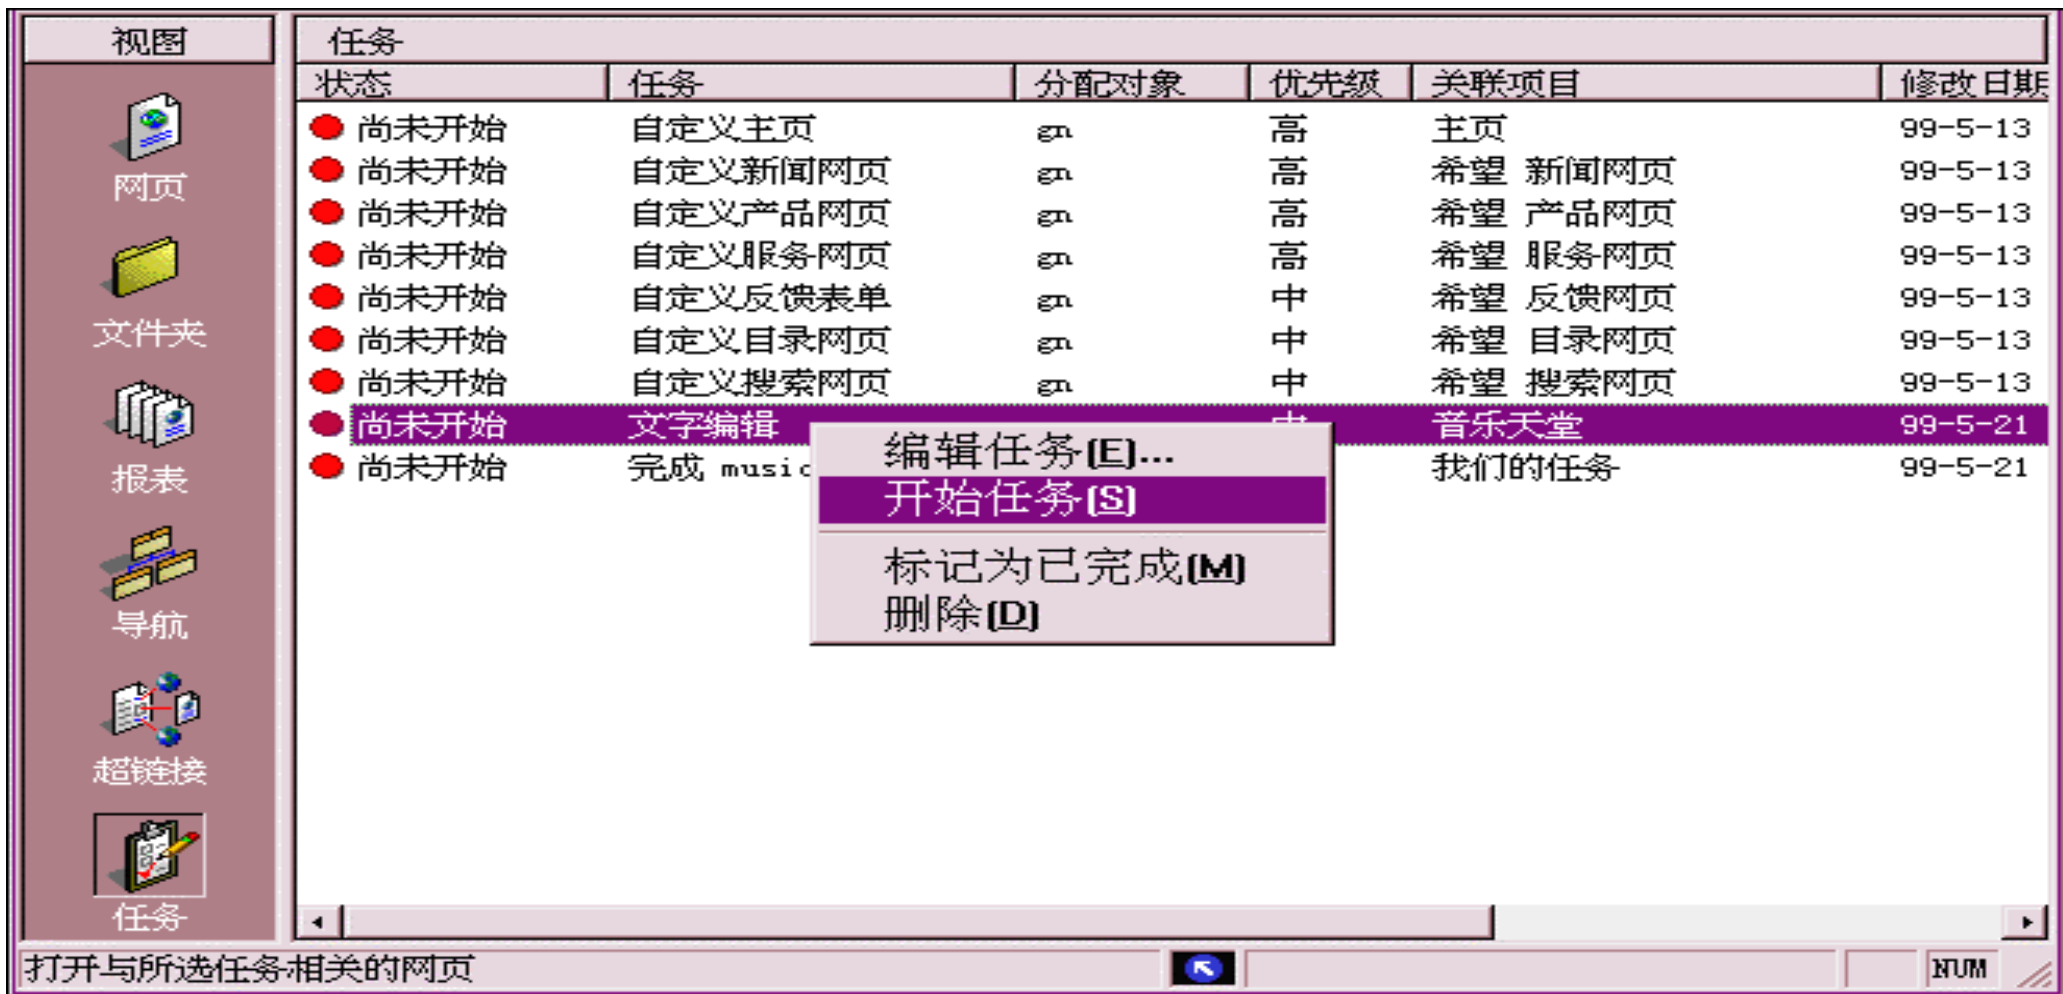 视图
任务
状态 任务 分配对象 优先级 关联项目 修改日期
尚未开始 自定义主页 gn 高 主页 99-5-13
尚未开始 自定义新闻网页 gn 高 希望 新闻网页 99-5-13
尚未开始 自定义产品网页 gn 高 希望 产品网页 99-5-13
尚未开始 自定义服务网页 gn 高 希望 服务网页 99-5-13
尚未开始 自定义反馈表单 gn 中 希望 反馈网页 99-5-13
尚未开始 自定义目录网页 gn 中 希望 目录网页 99-5-13
尚未开始 自定义搜索网页 gn 中 希望 搜索网页 99-5-13
尚未开始 文字编辑 中 音乐天堂 99-5-21
尚未开始 完成 music 我们的任务 99-5-21
编辑任务(E)...
开始任务(S)
标记为已完成(M)
删除(D)
网页
文件夹
报表
导航
超链接
任务
打开与所选任务相关的网页 NUM